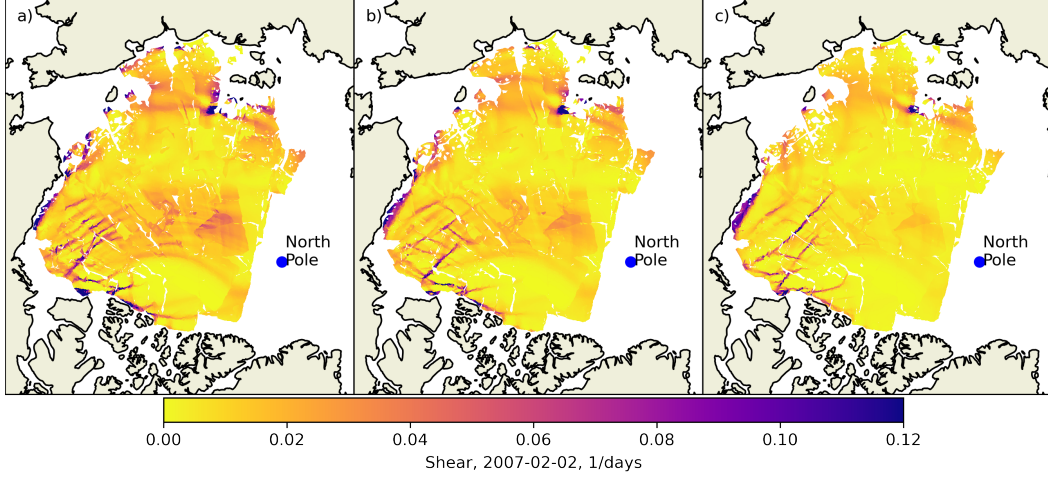 a)
b)
c)
North
Pole
North
Pole
North
Pole
0.00 0.02 0.04 0.06 0.08 0.10 0.12
Shear, 2007-02-02, 1/days